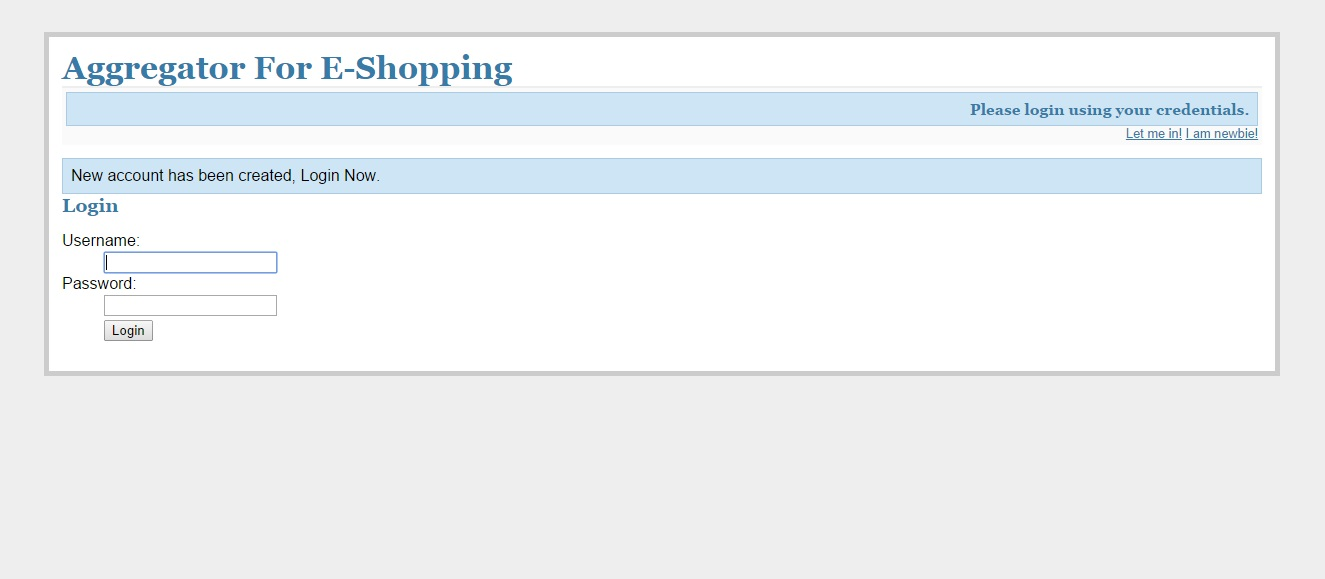 Aggregator For E-Shopping
Please login using your credentials.
Let me in! I am newbie!
New account has been created, Login Now.
Login
Username:
Password:
Login